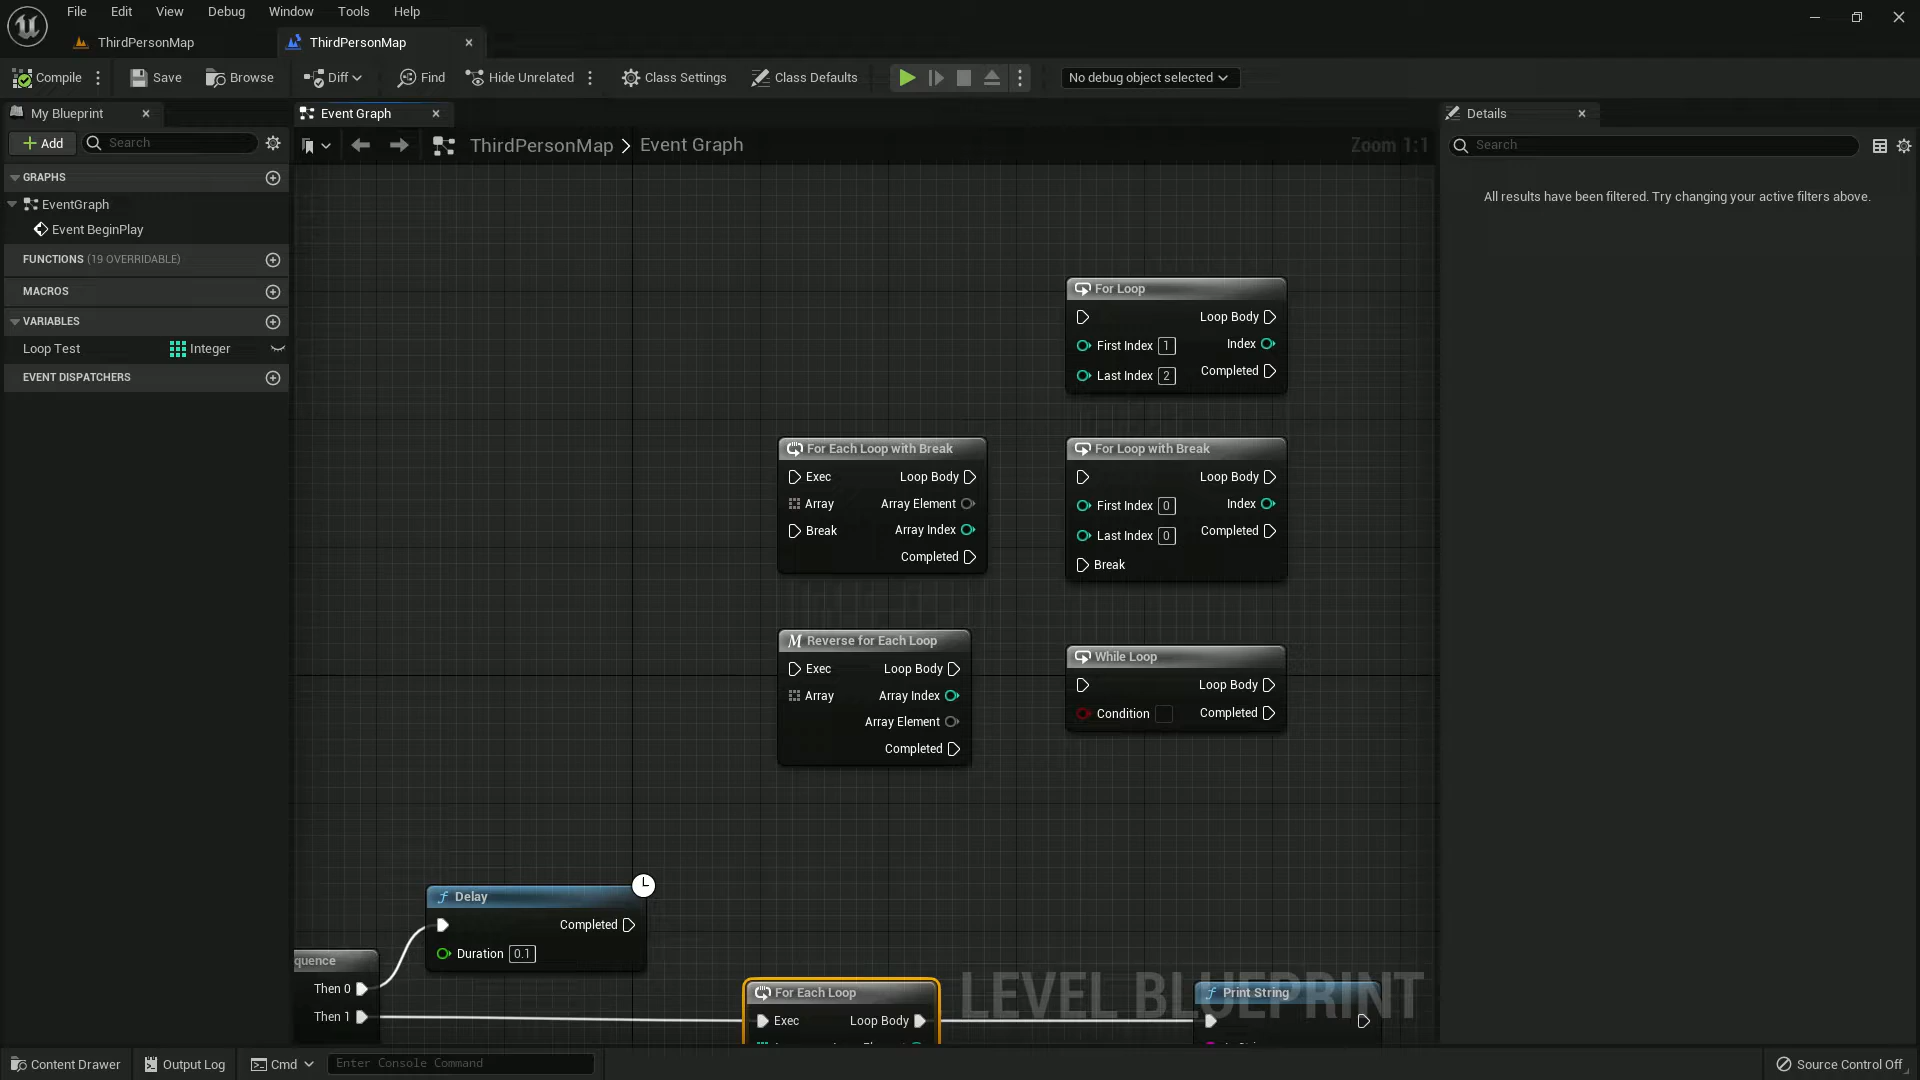 File Edit View Debug Window Tools Help
ThirdPersonMap ThirdPersonMap
Compile Save Browse Diff Find Hide Unrelated Class Settings Class Defaults No debug object selected
My Blueprint Event Graph Details
Add Search ThirdPersonMap > Event Graph Zoom 1:1 Search
GRAPHS
All results have been filtered. Try changing your active filters above.
EventGraph
Event BeginPlay
FUNCTIONS (19 OVERRIDABLE)
MACROS
VARIABLES
Loop Test Integer
EVENT DISPATCHERS
For Loop
Loop Body
First Index 1 Index
Last Index 2 Completed
For Each Loop with Break
Exec Loop Body
Array Array Element
Break Array Index
Completed
For Loop with Break
Loop Body
First Index 0 Index
Last Index 0 Completed
Break
Reverse for Each Loop
Exec Loop Body
Array Array Index
Array Element
Completed
While Loop
Loop Body
Condition Completed
Delay
Completed
Duration 0.1
quence
Then 0
Then 1
For Each Loop
Exec Loop Body
LEVEL BLUEPRINT
Print String
Content Drawer Output Log Cmd Enter Console Command Source Control Off